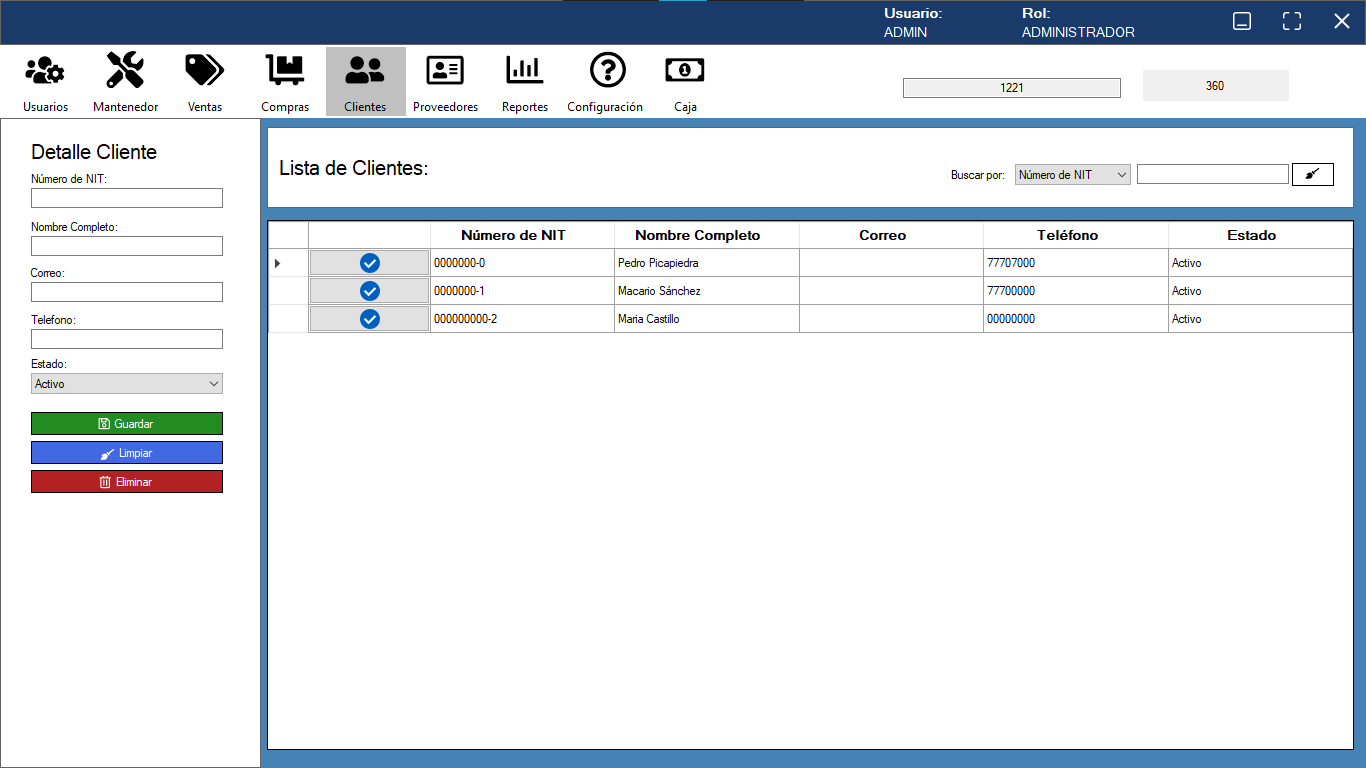 Usuario: Rol:
ADMIN ADMINISTRADOR
Usuarios Mantenedor Ventas Compras Clientes Proveedores Reportes Configuración Caja
1221 360
Detalle Cliente
Número de NIT:
Nombre Completo:
Correo:
Telefono:
Estado:
Activo
Guardar
Limpiar
Eliminar
Lista de Clientes:
Buscar por: Número de NIT
Número de NIT Nombre Completo Correo Teléfono Estado
0000000-0 Pedro Picapiedra 77707000 Activo
0000000-1 Macario Sánchez 77700000 Activo
000000000-2 Maria Castillo 00000000 Activo